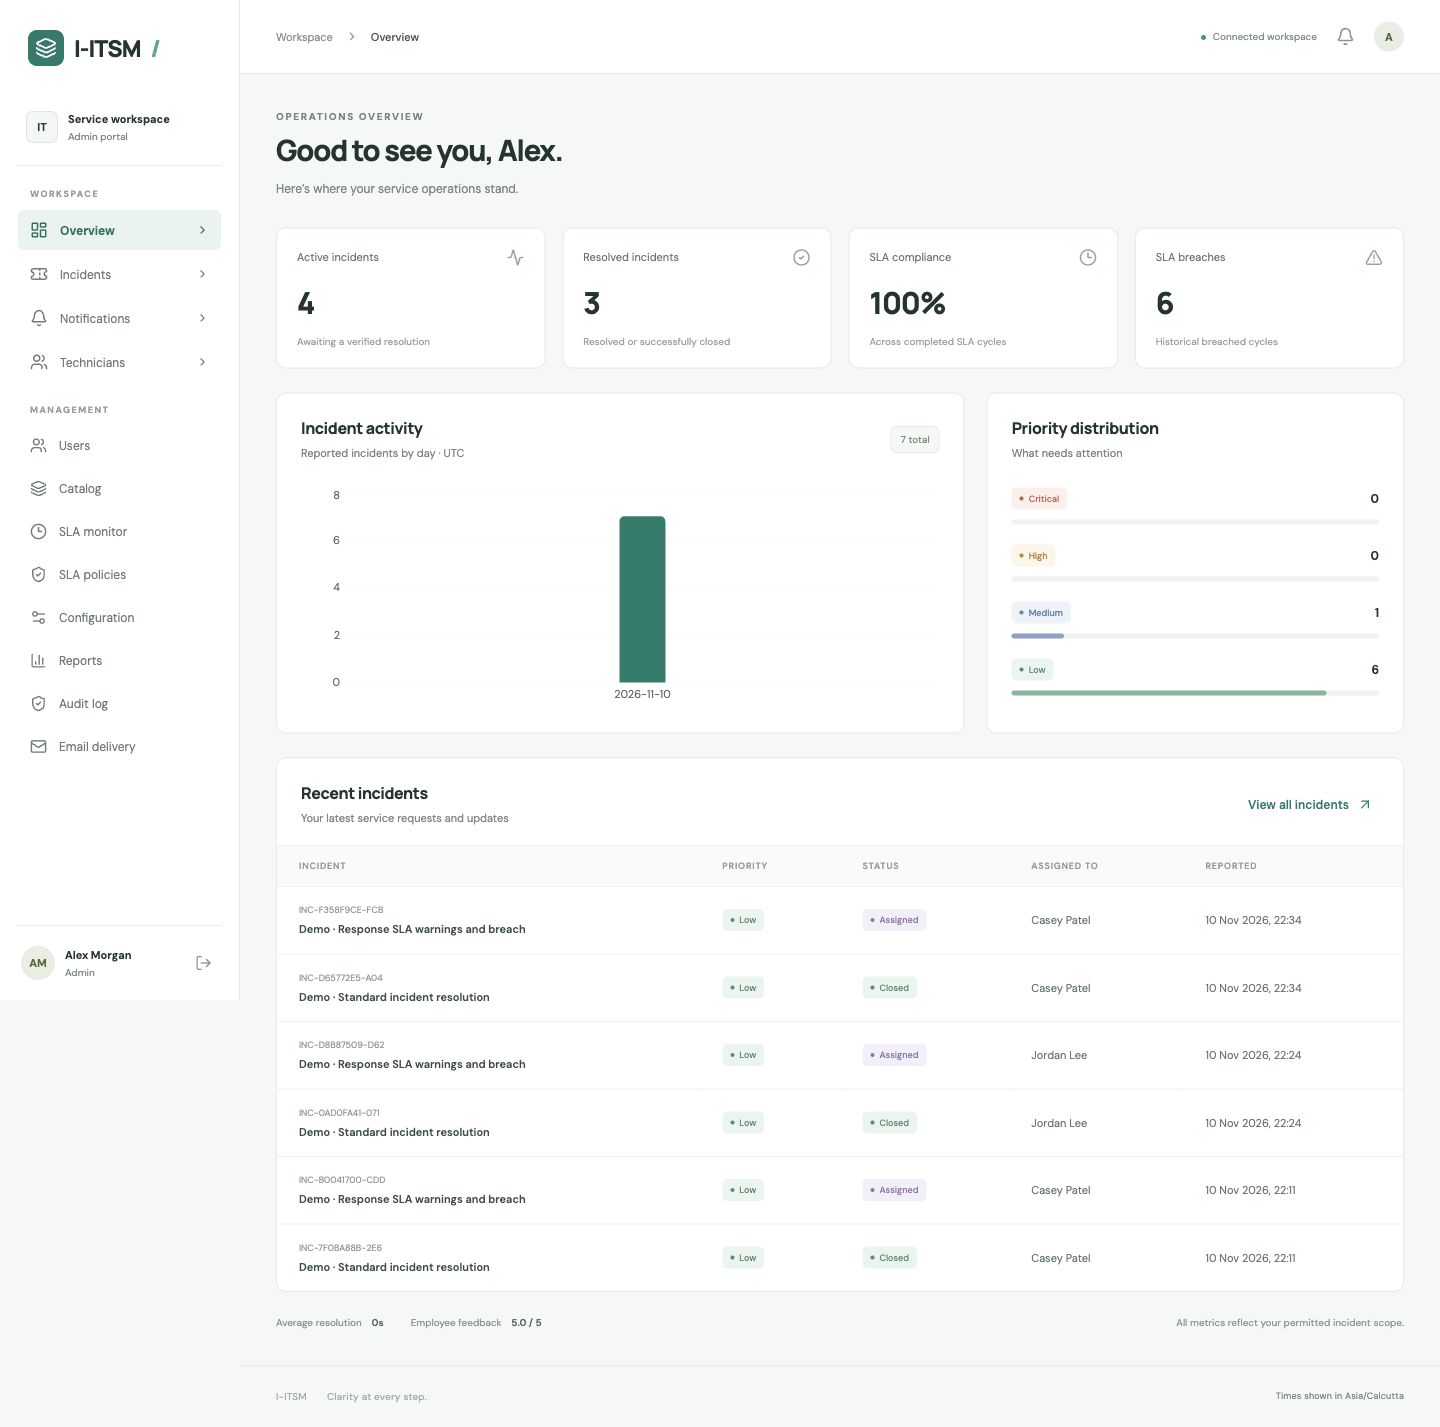 I-ITSM /
IT
Service workspace
Admin portal
WORKSPACE
Overview
Incidents
Notifications
Technicians
MANAGEMENT
Users
Catalog
SLA monitor
SLA policies
Configuration
Reports
Audit log
Email delivery
AM
Alex Morgan
Admin
Workspace > Overview
Connected workspace
A
OPERATIONS OVERVIEW
Good to see you, Alex.
Here's where your service operations stand.
Active incidents
4
Awaiting a verified resolution
Resolved incidents
3
Resolved or successfully closed
SLA compliance
100%
Across completed SLA cycles
SLA breaches
6
Historical breached cycles
Incident activity
Reported incidents by day · UTC
7 total
8
6
4
2
0
2026-11-10
Priority distribution
What needs attention
Critical 0
High 0
Medium 1
Low 6
Recent incidents
Your latest service requests and updates
View all incidents
INCIDENT PRIORITY STATUS ASSIGNED TO REPORTED
INC-F358F9CE-FCB
Demo · Response SLA warnings and breach Low Assigned Casey Patel 10 Nov 2026, 22:34
INC-D65772E5-A04
Demo · Standard incident resolution Low Closed Casey Patel 10 Nov 2026, 22:34
INC-D8B87509-D62
Demo · Response SLA warnings and breach Low Assigned Jordan Lee 10 Nov 2026, 22:24
INC-0AD0FA41-071
Demo · Standard incident resolution Low Closed Jordan Lee 10 Nov 2026, 22:24
INC-B0041700-CDD
Demo · Response SLA warnings and breach Low Assigned Casey Patel 10 Nov 2026, 22:11
INC-7F0BA88B-2E6
Demo · Standard incident resolution Low Closed Casey Patel 10 Nov 2026, 22:11
Average resolution 0s Employee feedback 5.0 / 5
All metrics reflect your permitted incident scope.
I-ITSM Clarity at every step.
Times shown in Asia/Calcutta